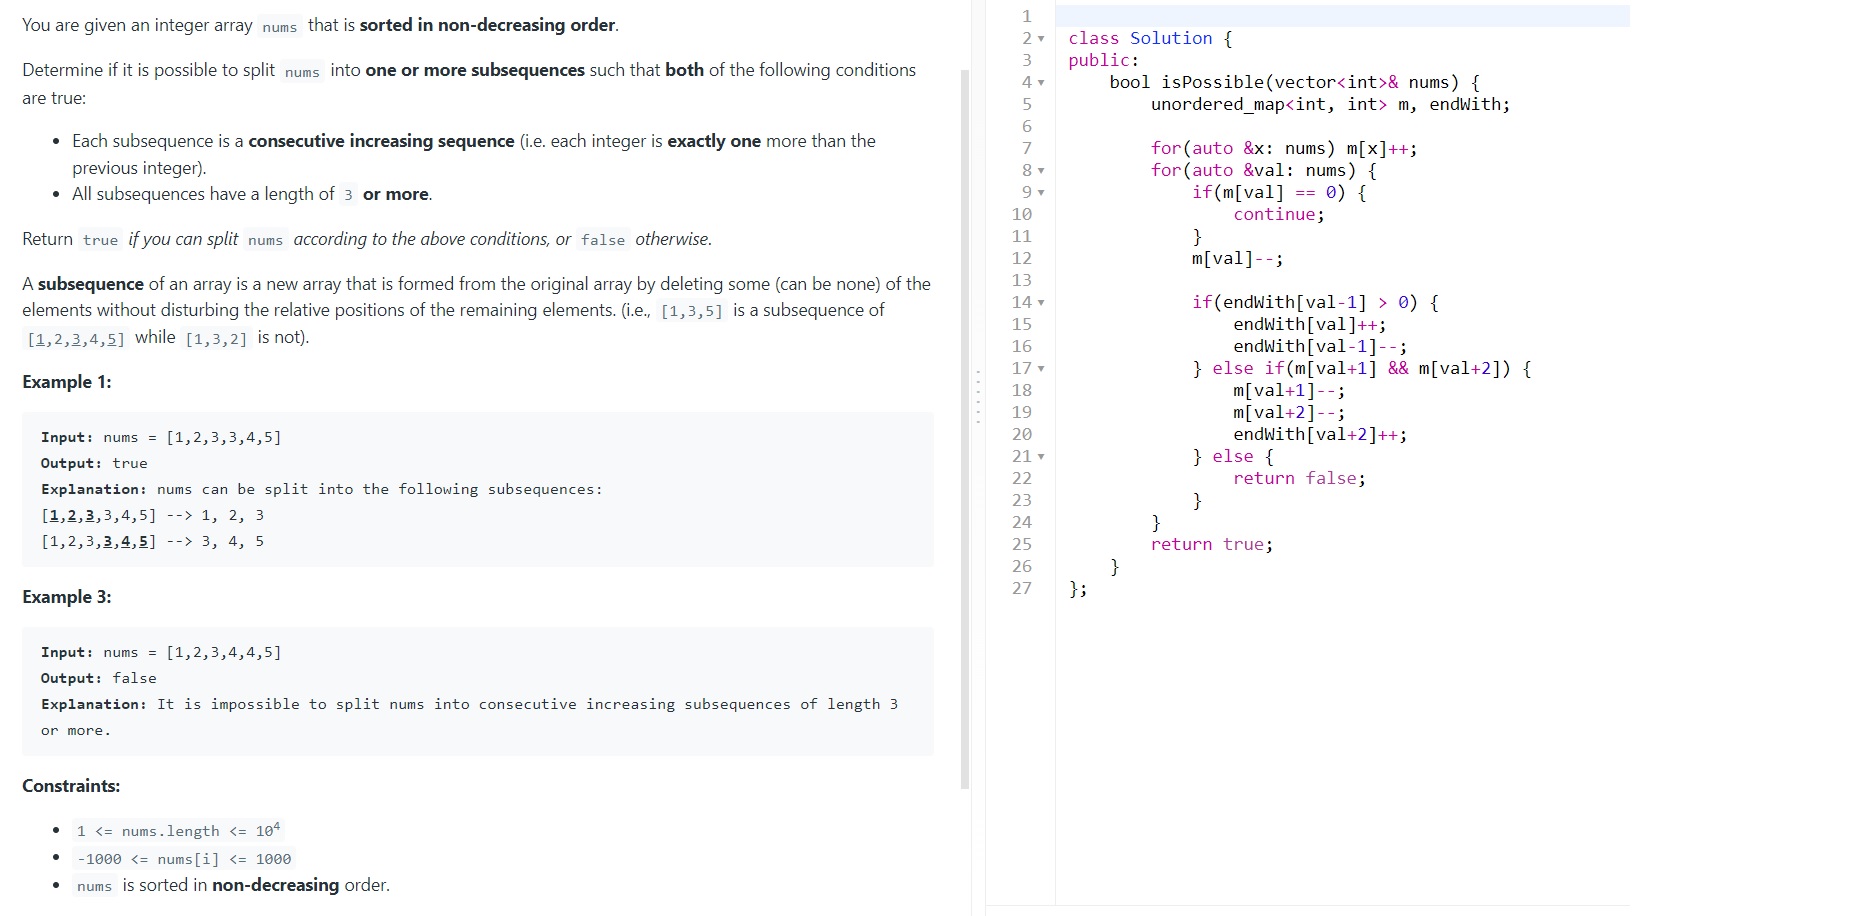 You are given an integer array nums that is sorted in non-decreasing order.
Determine if it is possible to split nums into one or more subsequences such that both of the following conditions
are true:
• Each subsequence is a consecutive increasing sequence (i.e. each integer is exactly one more than the
previous integer).
• All subsequences have a length of 3 or more.
Return true if you can split nums according to the above conditions, or false otherwise.
A subsequence of an array is a new array that is formed from the original array by deleting some (can be none) of the
elements without disturbing the relative positions of the remaining elements. (i.e., [1,3,5] is a subsequence of
[1,2,3,4,5] while [1,3,2] is not).
Example 1:
Input: nums = [1,2,3,3,4,5]
Output: true
Explanation: nums can be split into the following subsequences:
[1,2,3,3,4,5] --> 1, 2, 3
[1,2,3,3,4,5] --> 3, 4, 5
Example 3:
Input: nums = [1,2,3,4,4,5]
Output: false
Explanation: It is impossible to split nums into consecutive increasing subsequences of length 3
or more.
Constraints:
• 1 <= nums.length <= 10⁴
• -1000 <= nums[i] <= 1000
• nums is sorted in non-decreasing order.
1
2 class Solution {
3 public:
4     bool isPossible(vector<int>& nums) {
5         unordered_map<int, int> m, endWith;
6
7         for(auto &x: nums) m[x]++;
8         for(auto &val: nums) {
9             if(m[val] == 0) {
10                 continue;
11             }
12             m[val]--;
13
14             if(endWith[val-1] > 0) {
15                 endWith[val]++;
16                 endWith[val-1]--;
17             } else if(m[val+1] && m[val+2]) {
18                 m[val+1]--;
19                 m[val+2]--;
20                 endWith[val+2]++;
21             } else {
22                 return false;
23             }
24         }
25         return true;
26     }
27 };